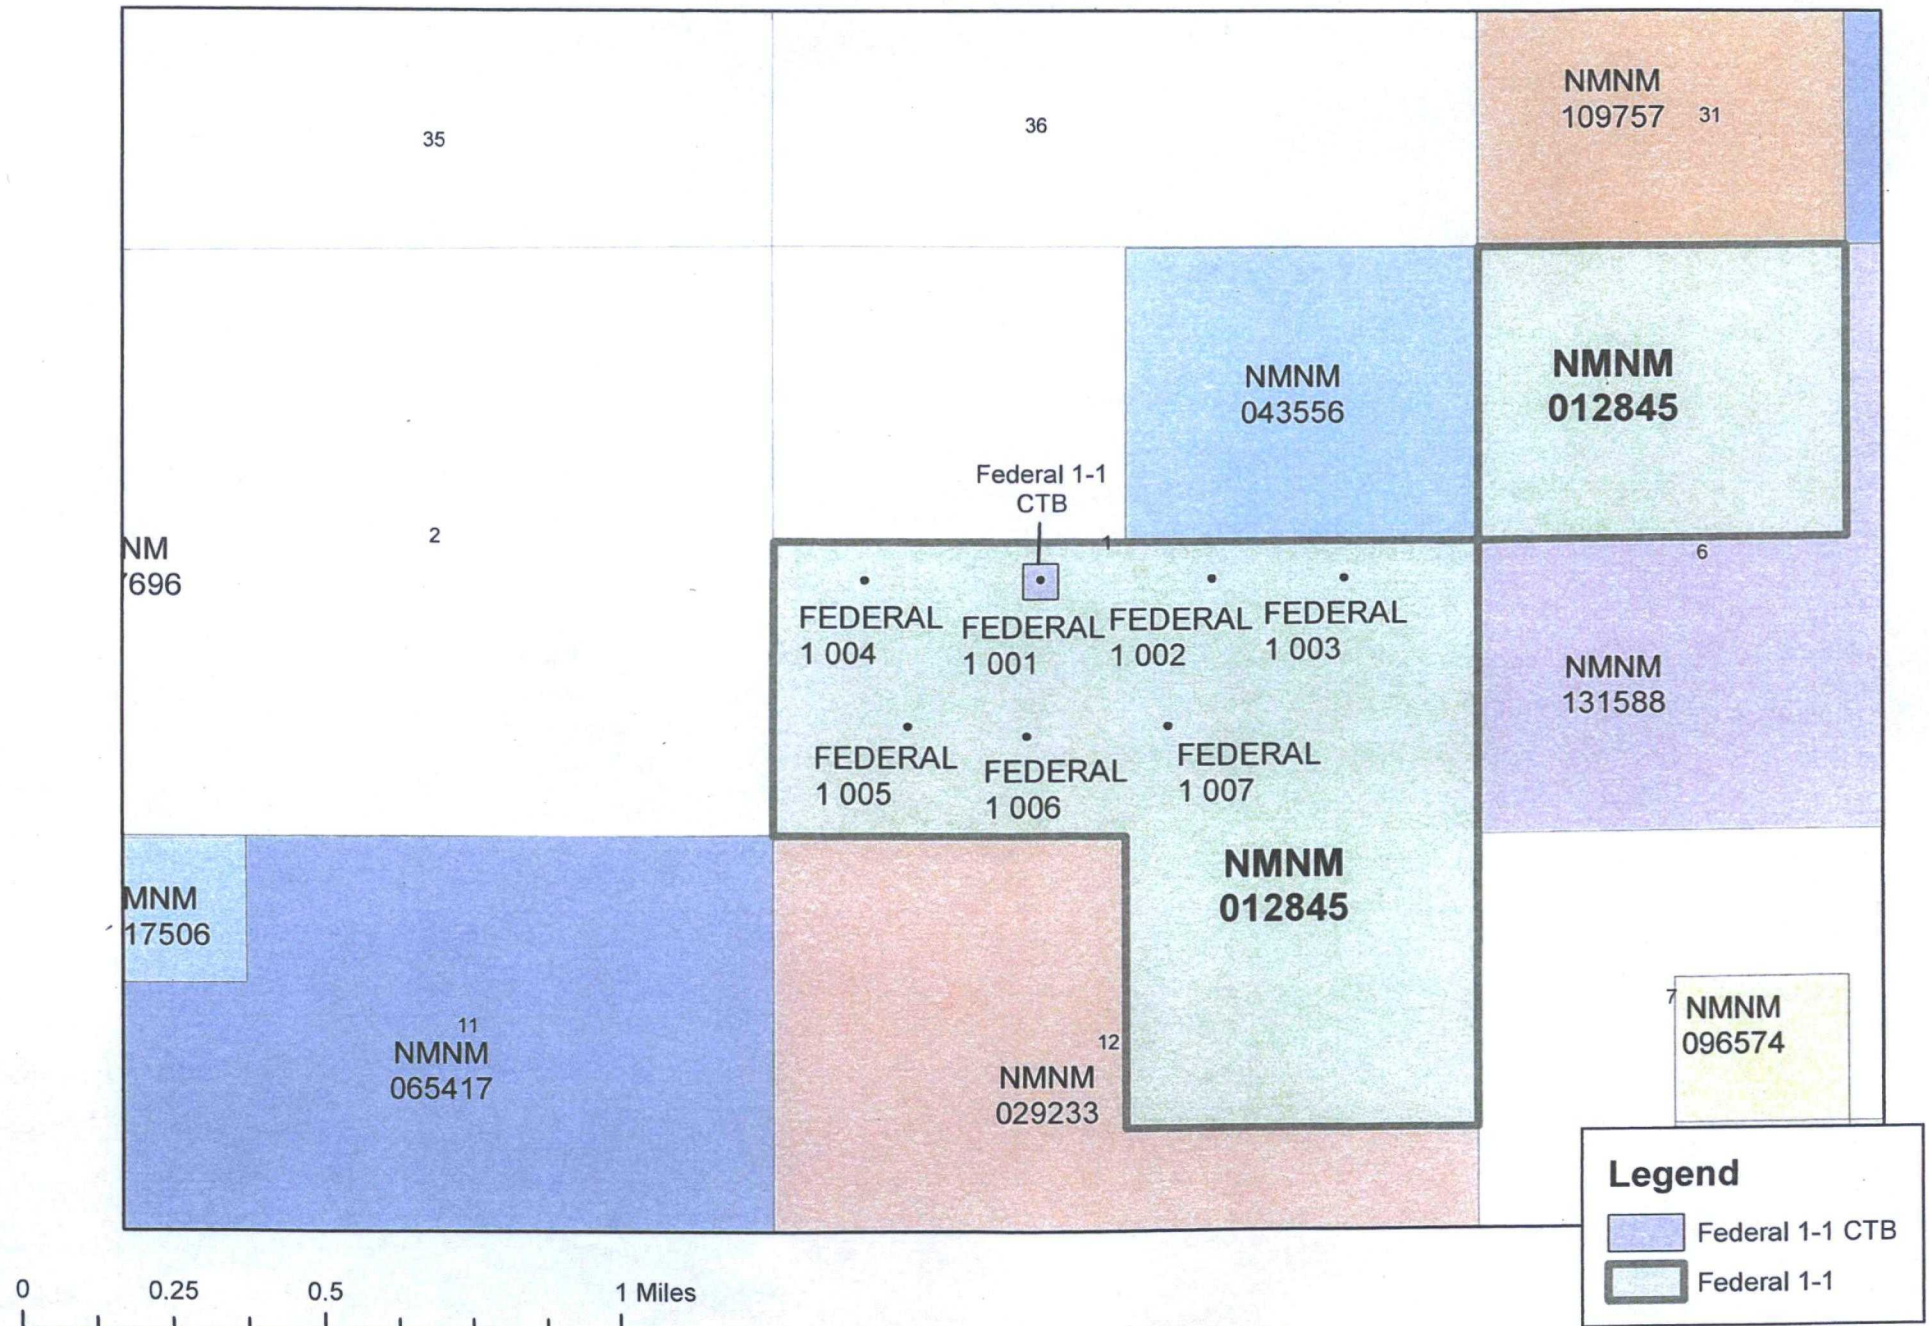 35
36
NMNM
109757
31
NMNM
043556
NMNM
012845
Federal 1-1
CTB
1
2
NM
7696
6
FEDERAL
1 004
FEDERAL
1 001
FEDERAL
1 002
FEDERAL
1 003
NMNM
131588
FEDERAL
1 005
FEDERAL
1 006
FEDERAL
1 007
NMNM
012845
MNM
17506
11
NMNM
065417
12
NMNM
029233
7
NMNM
096574
Legend
Federal 1-1 CTB
Federal 1-1
0 0.25 0.5 1 Miles